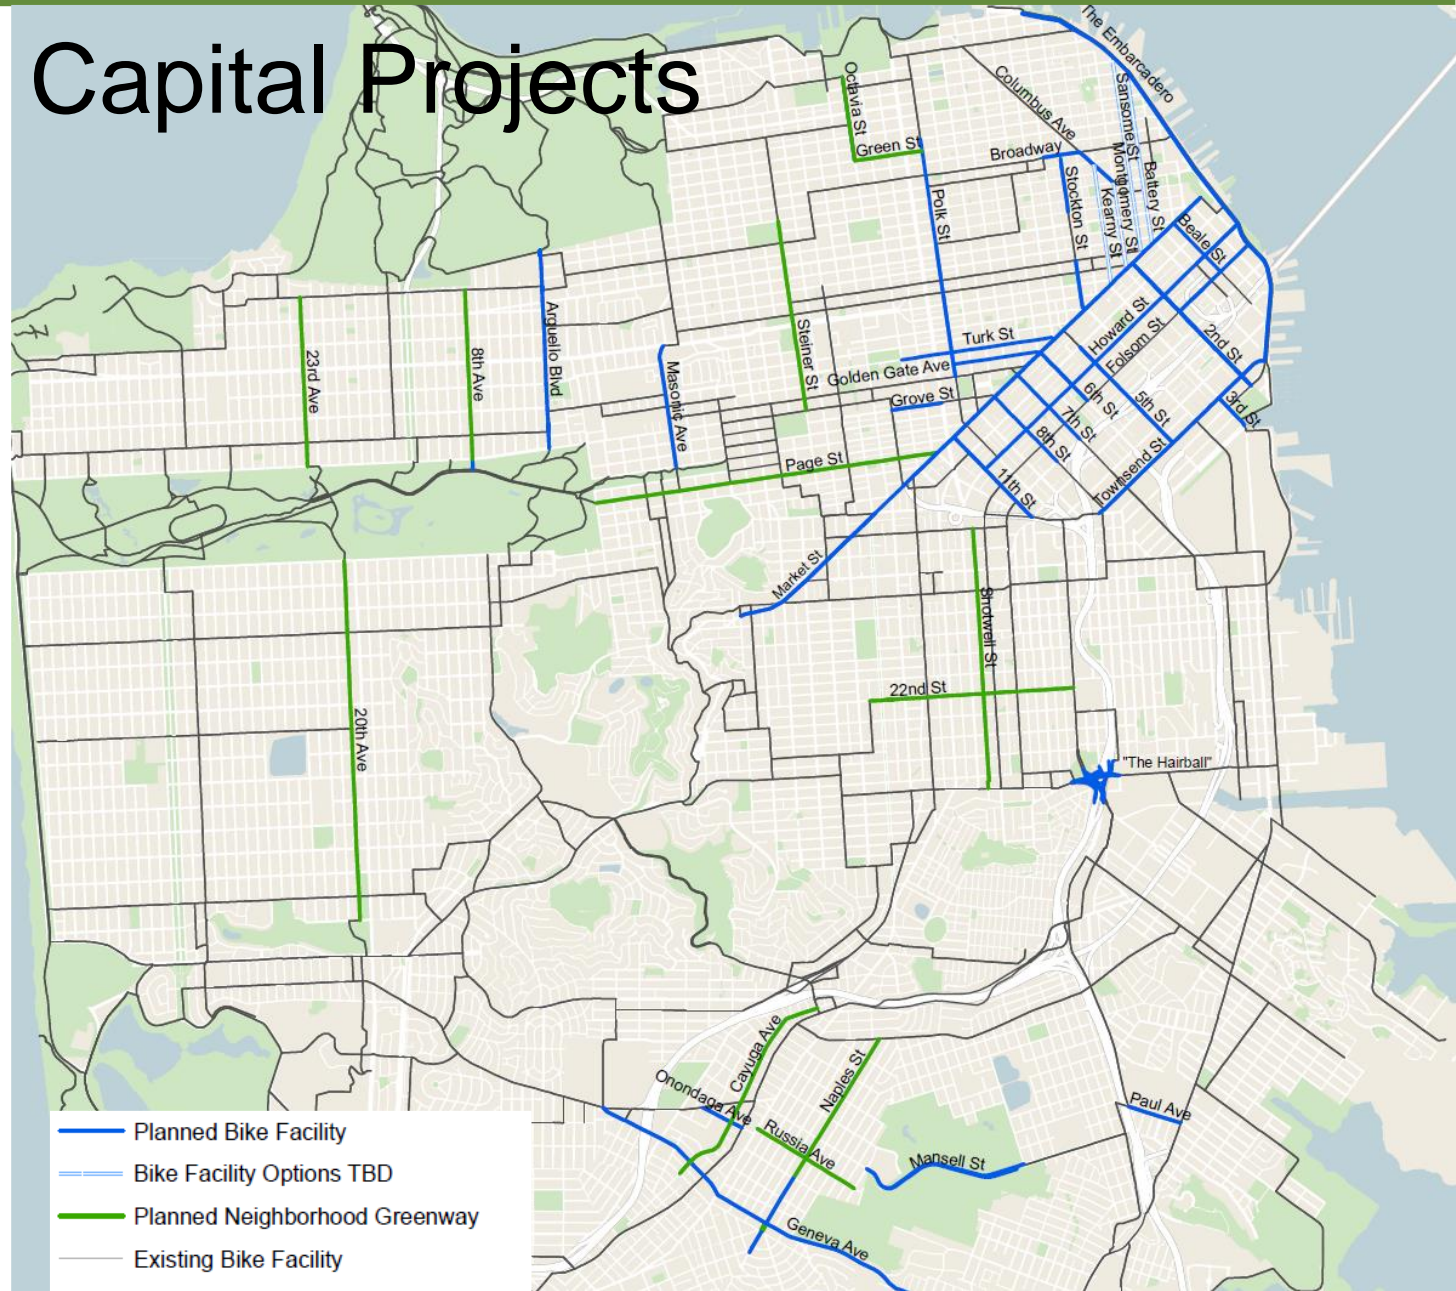 Capital Projects
The Embarcadero
Octavia St
Columbus Ave
Sansome St
Green St
Broadway
Montgomery St
Battery St
Stockton St
Kearny St
Polk St
Beale St
Arguello Blvd
Steiner St
Howard St
Turk St
Folsom St
2nd St
23rd Ave
8th Ave
Masonic Ave
Golden Gate Ave
Grove St
6th St
5th St
3rd St
7th St
8th St
Page St
Townsend St
11th St
Market St
Shotwell St
22nd St
20th Ave
"The Hairball"
Cayuga Ave
Naples St
Onondaga Ave
Paul Ave
Russia Ave
Mansell St
Geneva Ave
Planned Bike Facility
Bike Facility Options TBD
Planned Neighborhood Greenway
Existing Bike Facility